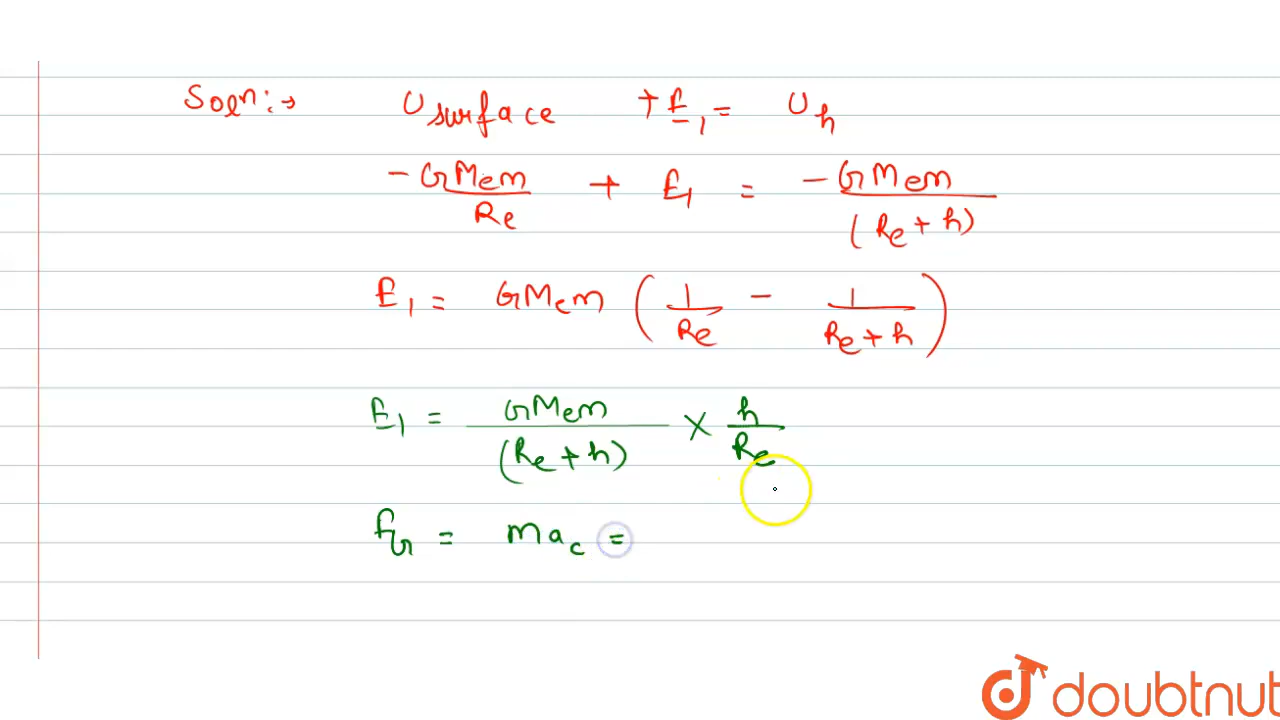 Soln:→ U surface + E₁ = U h
- GMem/Re + E₁ = - GMem/(Re + h)
E₁ = GMem (1/Re - 1/(Re + h))
E₁ = GMem/(Re + h) × h/Re
fG = mac =
doubtnut